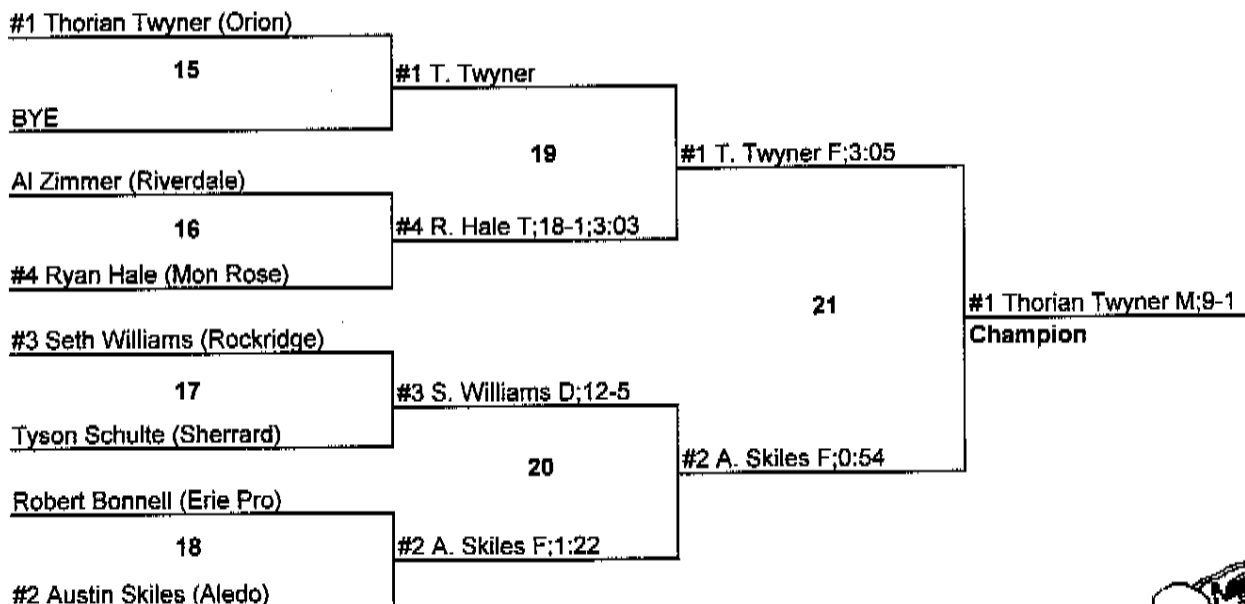 #1 Thorian Twyner (Orion)
15
BYE
#1 T. Twyner
19
Al Zimmer (Riverdale)
16
#4 Ryan Hale (Mon Rose)
#4 R. Hale T;18-1;3:03
#1 T. Twyner F;3:05
21
#1 Thorian Twyner M;9-1
Champion
#3 Seth Williams (Rockridge)
17
Tyson Schulte (Sherrard)
#3 S. Williams D;12-5
20
#2 A. Skiles F;0:54
Robert Bonnell (Erie Pro)
18
#2 Austin Skiles (Aledo)
#2 A. Skiles F;1:22